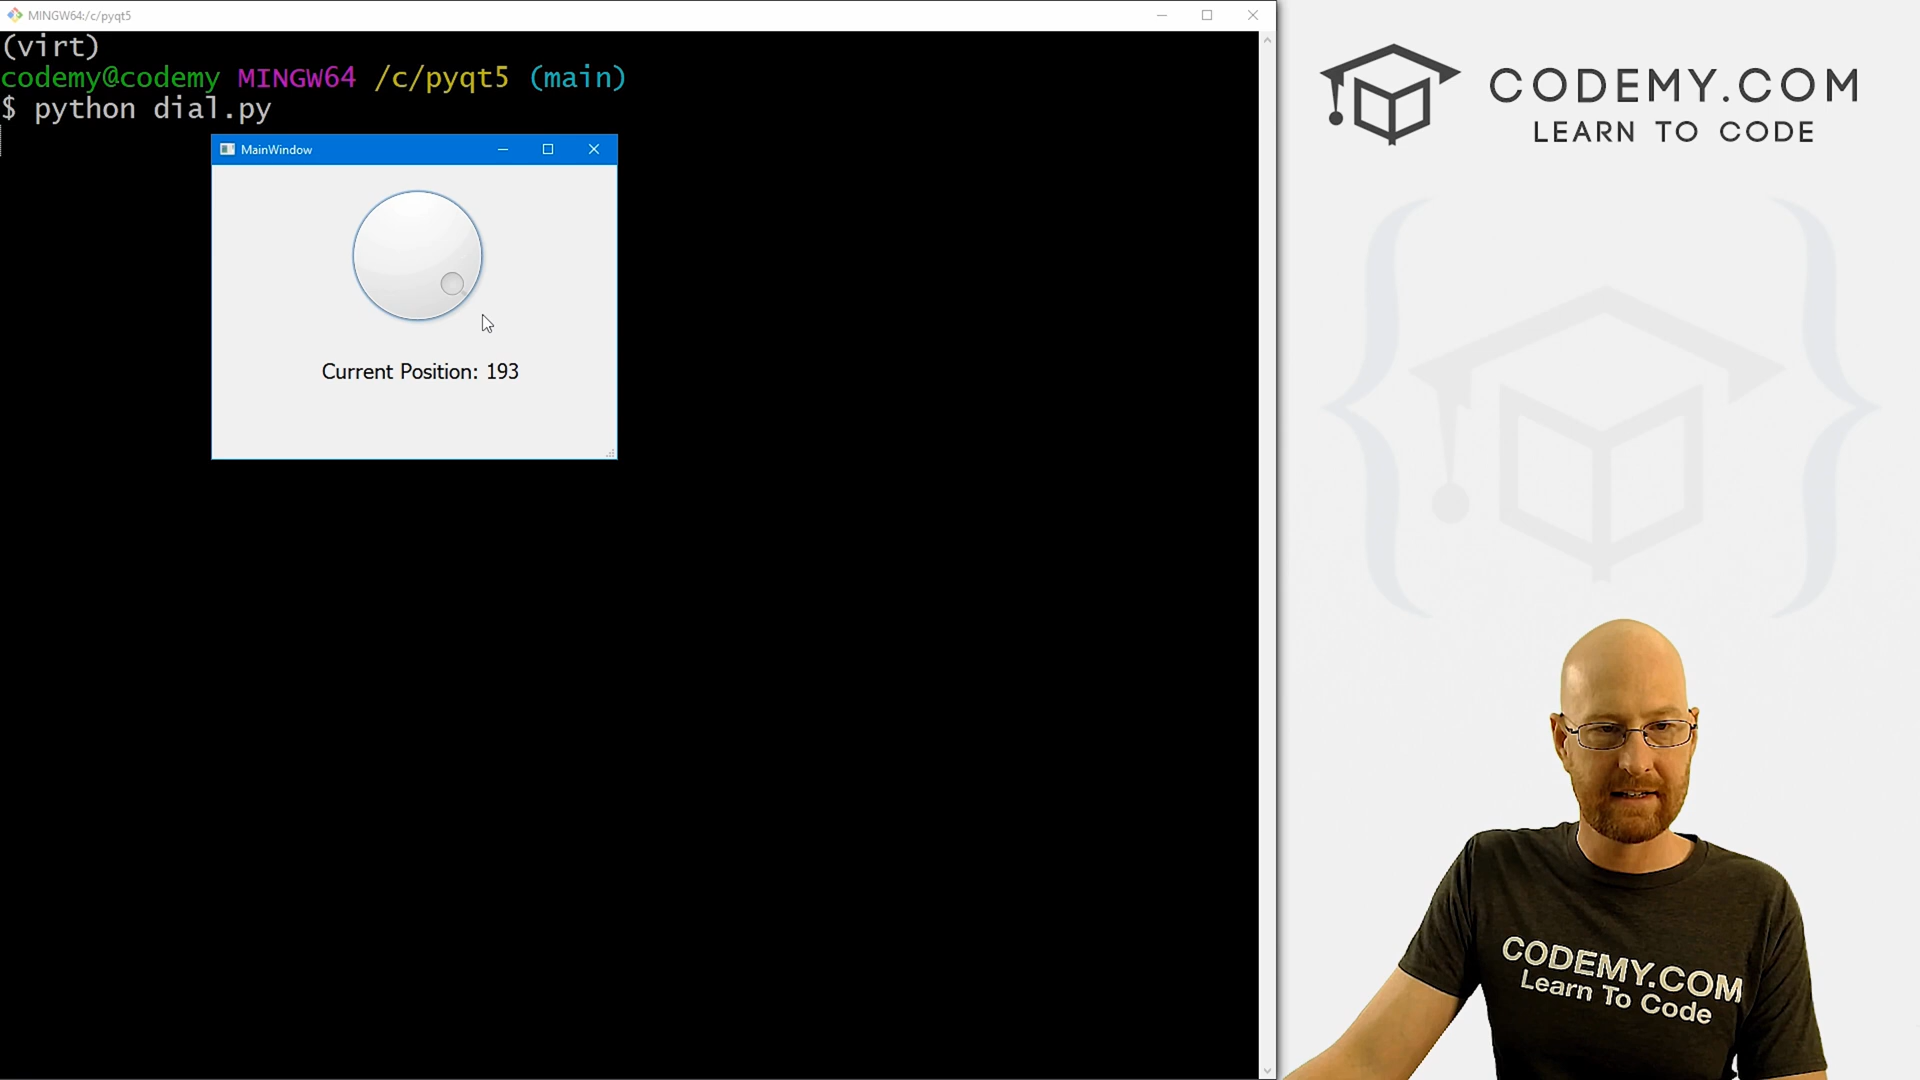 MINGW64:/c/pyqt5
(virt)
codemy@codemy MINGW64 /c/pyqt5 (main)
$ python dial.py
MainWindow
Current Position: 193
CODEMY.COM
LEARN TO CODE
CODEMY.COM
Learn To Code